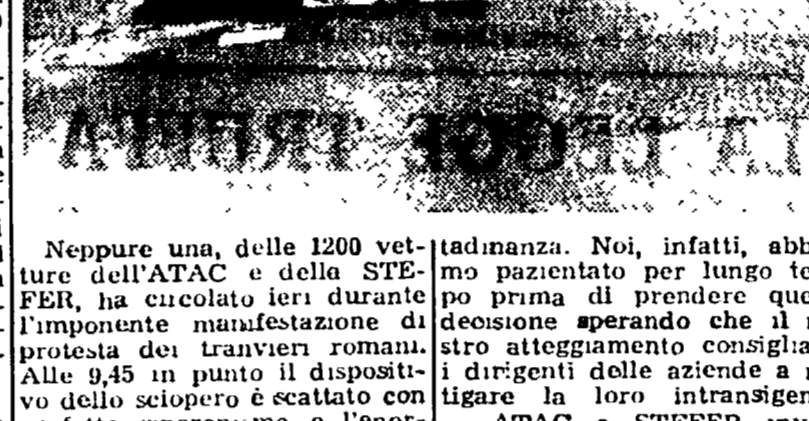 Neppure una, delle 1200 vet-
ture dell'ATAC e della STE-
FER, ha circolato ieri durante
l'imponente manifestazione di
protesta dei tranvieri romani.
Alle 9,45 in punto il dispositi-
vo dello sciopero è scattato con
tadinanza. Noi, infatti, abb
mo pazientato per lungo te
po prima di prendere que
decisione sperando che il
stro atteggiamento consiglia
i dirigenti delle aziende a
tigare la loro intransigen
ATAC e STEFER